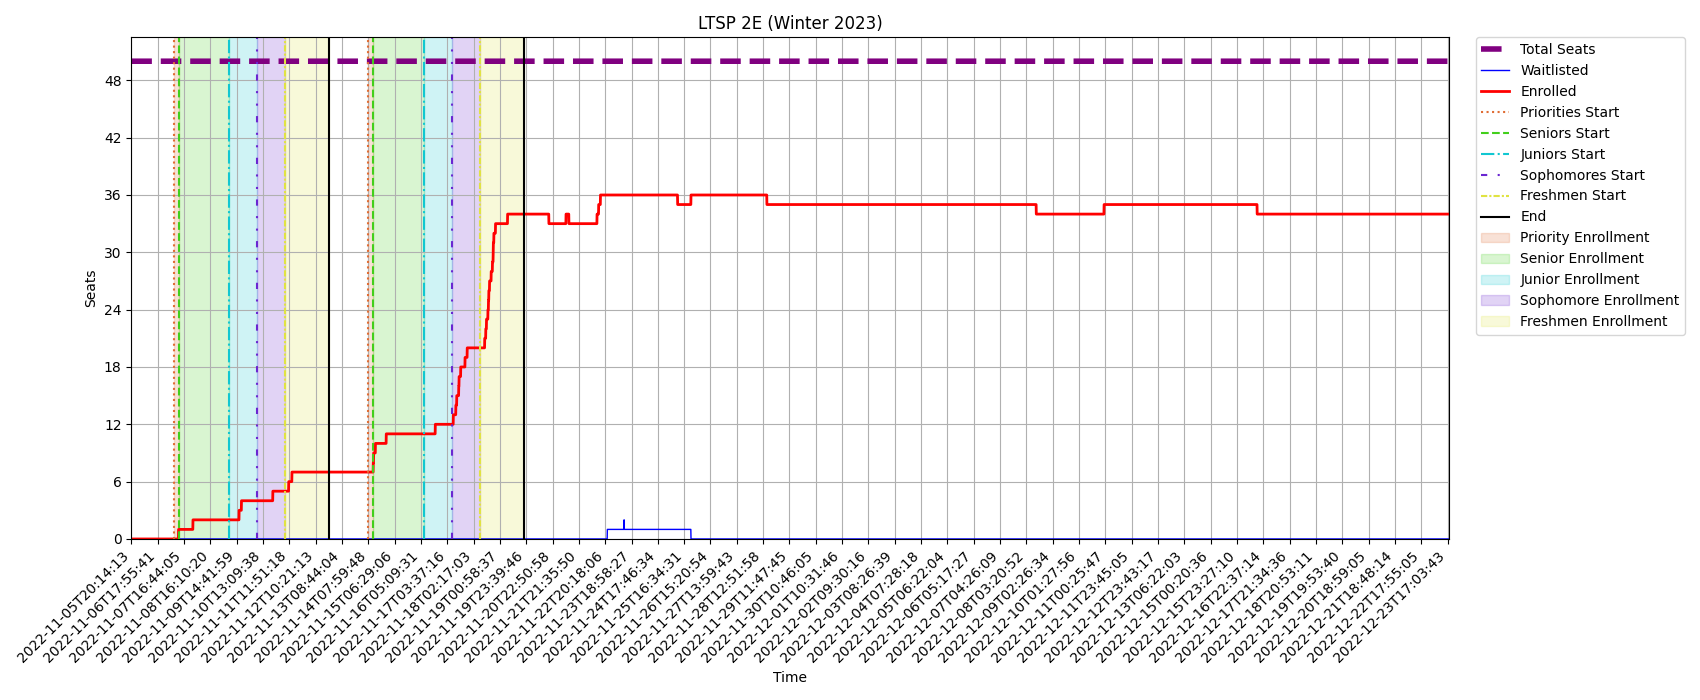 LTSP 2E (Winter 2023)
Seats
48
42
36
30
24
18
12
6
0
2022-11-05T20:14:13
2022-11-06T17:55:41
2022-11-07T16:44:05
2022-11-08T16:10:20
2022-11-09T14:41:59
2022-11-10T13:09:38
2022-11-11T11:51:18
2022-11-12T10:21:13
2022-11-13T08:44:04
2022-11-14T07:59:48
2022-11-15T06:29:06
2022-11-16T05:09:31
2022-11-17T03:37:16
2022-11-18T02:17:03
2022-11-19T00:58:37
2022-11-19T23:39:46
2022-11-20T22:50:58
2022-11-21T21:35:50
2022-11-22T20:18:06
2022-11-23T18:58:27
2022-11-24T17:46:34
2022-11-25T16:34:31
2022-11-26T15:20:54
2022-11-27T13:59:43
2022-11-28T12:51:58
2022-11-29T11:47:45
2022-11-30T10:46:05
2022-12-01T10:31:46
2022-12-02T09:30:16
2022-12-03T08:26:39
2022-12-04T07:28:18
2022-12-05T06:22:04
2022-12-06T05:17:27
2022-12-07T04:26:09
2022-12-08T03:20:52
2022-12-09T02:26:34
2022-12-10T01:27:56
2022-12-11T00:25:47
2022-12-11T23:45:05
2022-12-12T23:43:17
2022-12-13T06:22:03
2022-12-15T00:20:36
2022-12-15T23:27:10
2022-12-16T22:37:14
2022-12-17T21:34:36
2022-12-18T20:53:11
2022-12-19T19:53:40
2022-12-20T18:59:05
2022-12-21T18:48:14
2022-12-22T17:55:05
2022-12-23T17:03:43
Time
Total Seats
Waitlisted
Enrolled
Priorities Start
Seniors Start
Juniors Start
Sophomores Start
Freshmen Start
End
Priority Enrollment
Senior Enrollment
Junior Enrollment
Sophomore Enrollment
Freshmen Enrollment